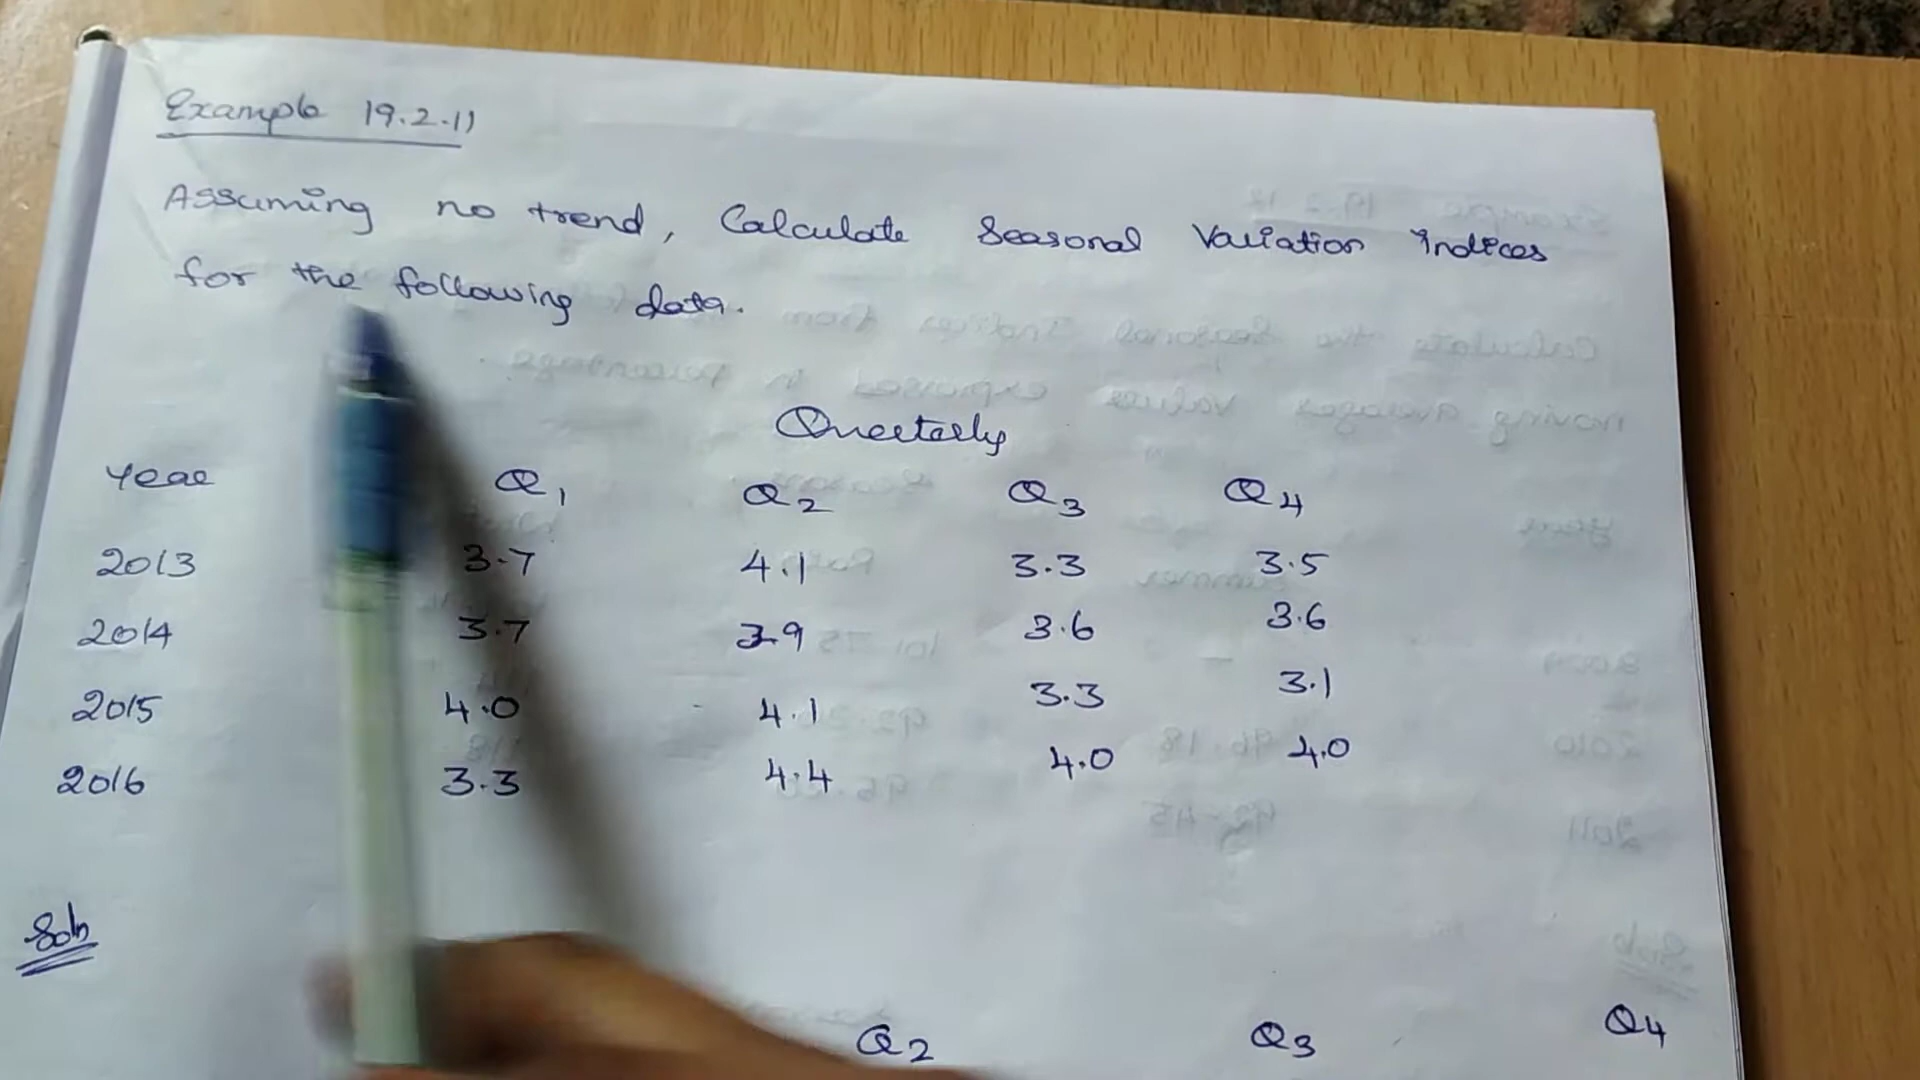 Example 19.2.11
Assuming no trend, Calculate Seasonal Variation Indices
for the following data.
Quarterly
Year Q1 Q2 Q3 Q4
2013 3.7 4.1 3.3 3.5
2014 3.7 3.9 3.6 3.6
2015 4.0 4.1 3.3 3.1
2016 3.3 4.4 4.0 4.0
Soln
Q2 Q3 Q4